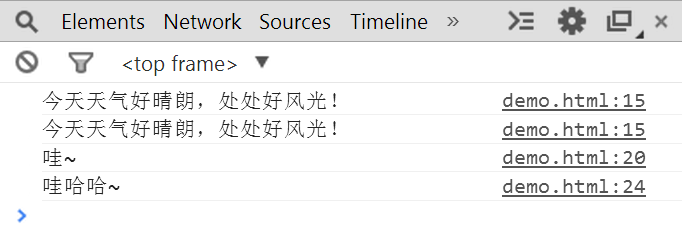 Elements Network Sources Timeline »
<top frame> ▼
今天天气好晴朗，处处好风光！ demo.html:15
今天天气好晴朗，处处好风光！ demo.html:15
哇~ demo.html:20
哇哈哈~ demo.html:24